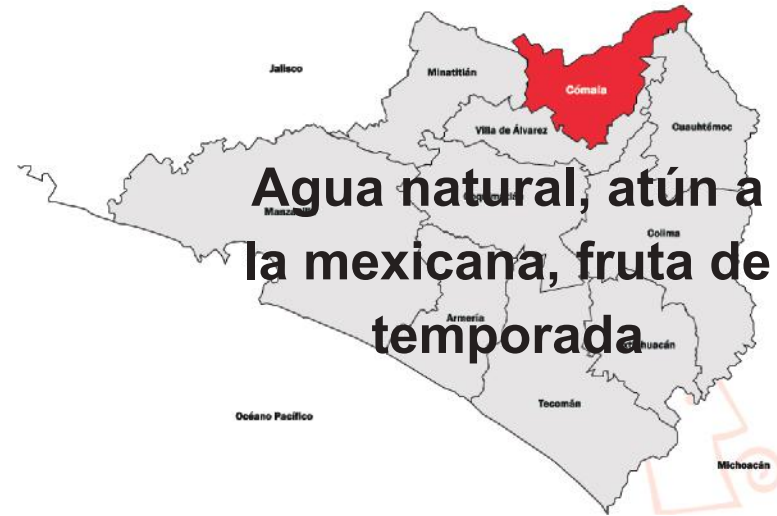 Jalisco
Minatitlán
Cómala
Villa de Álvarez
Cuauhtémoc
Agua natural, atún a
Colima
la mexicana, fruta de
Armería
temporada
Tecomán
Océano Pacífico
Michoacán